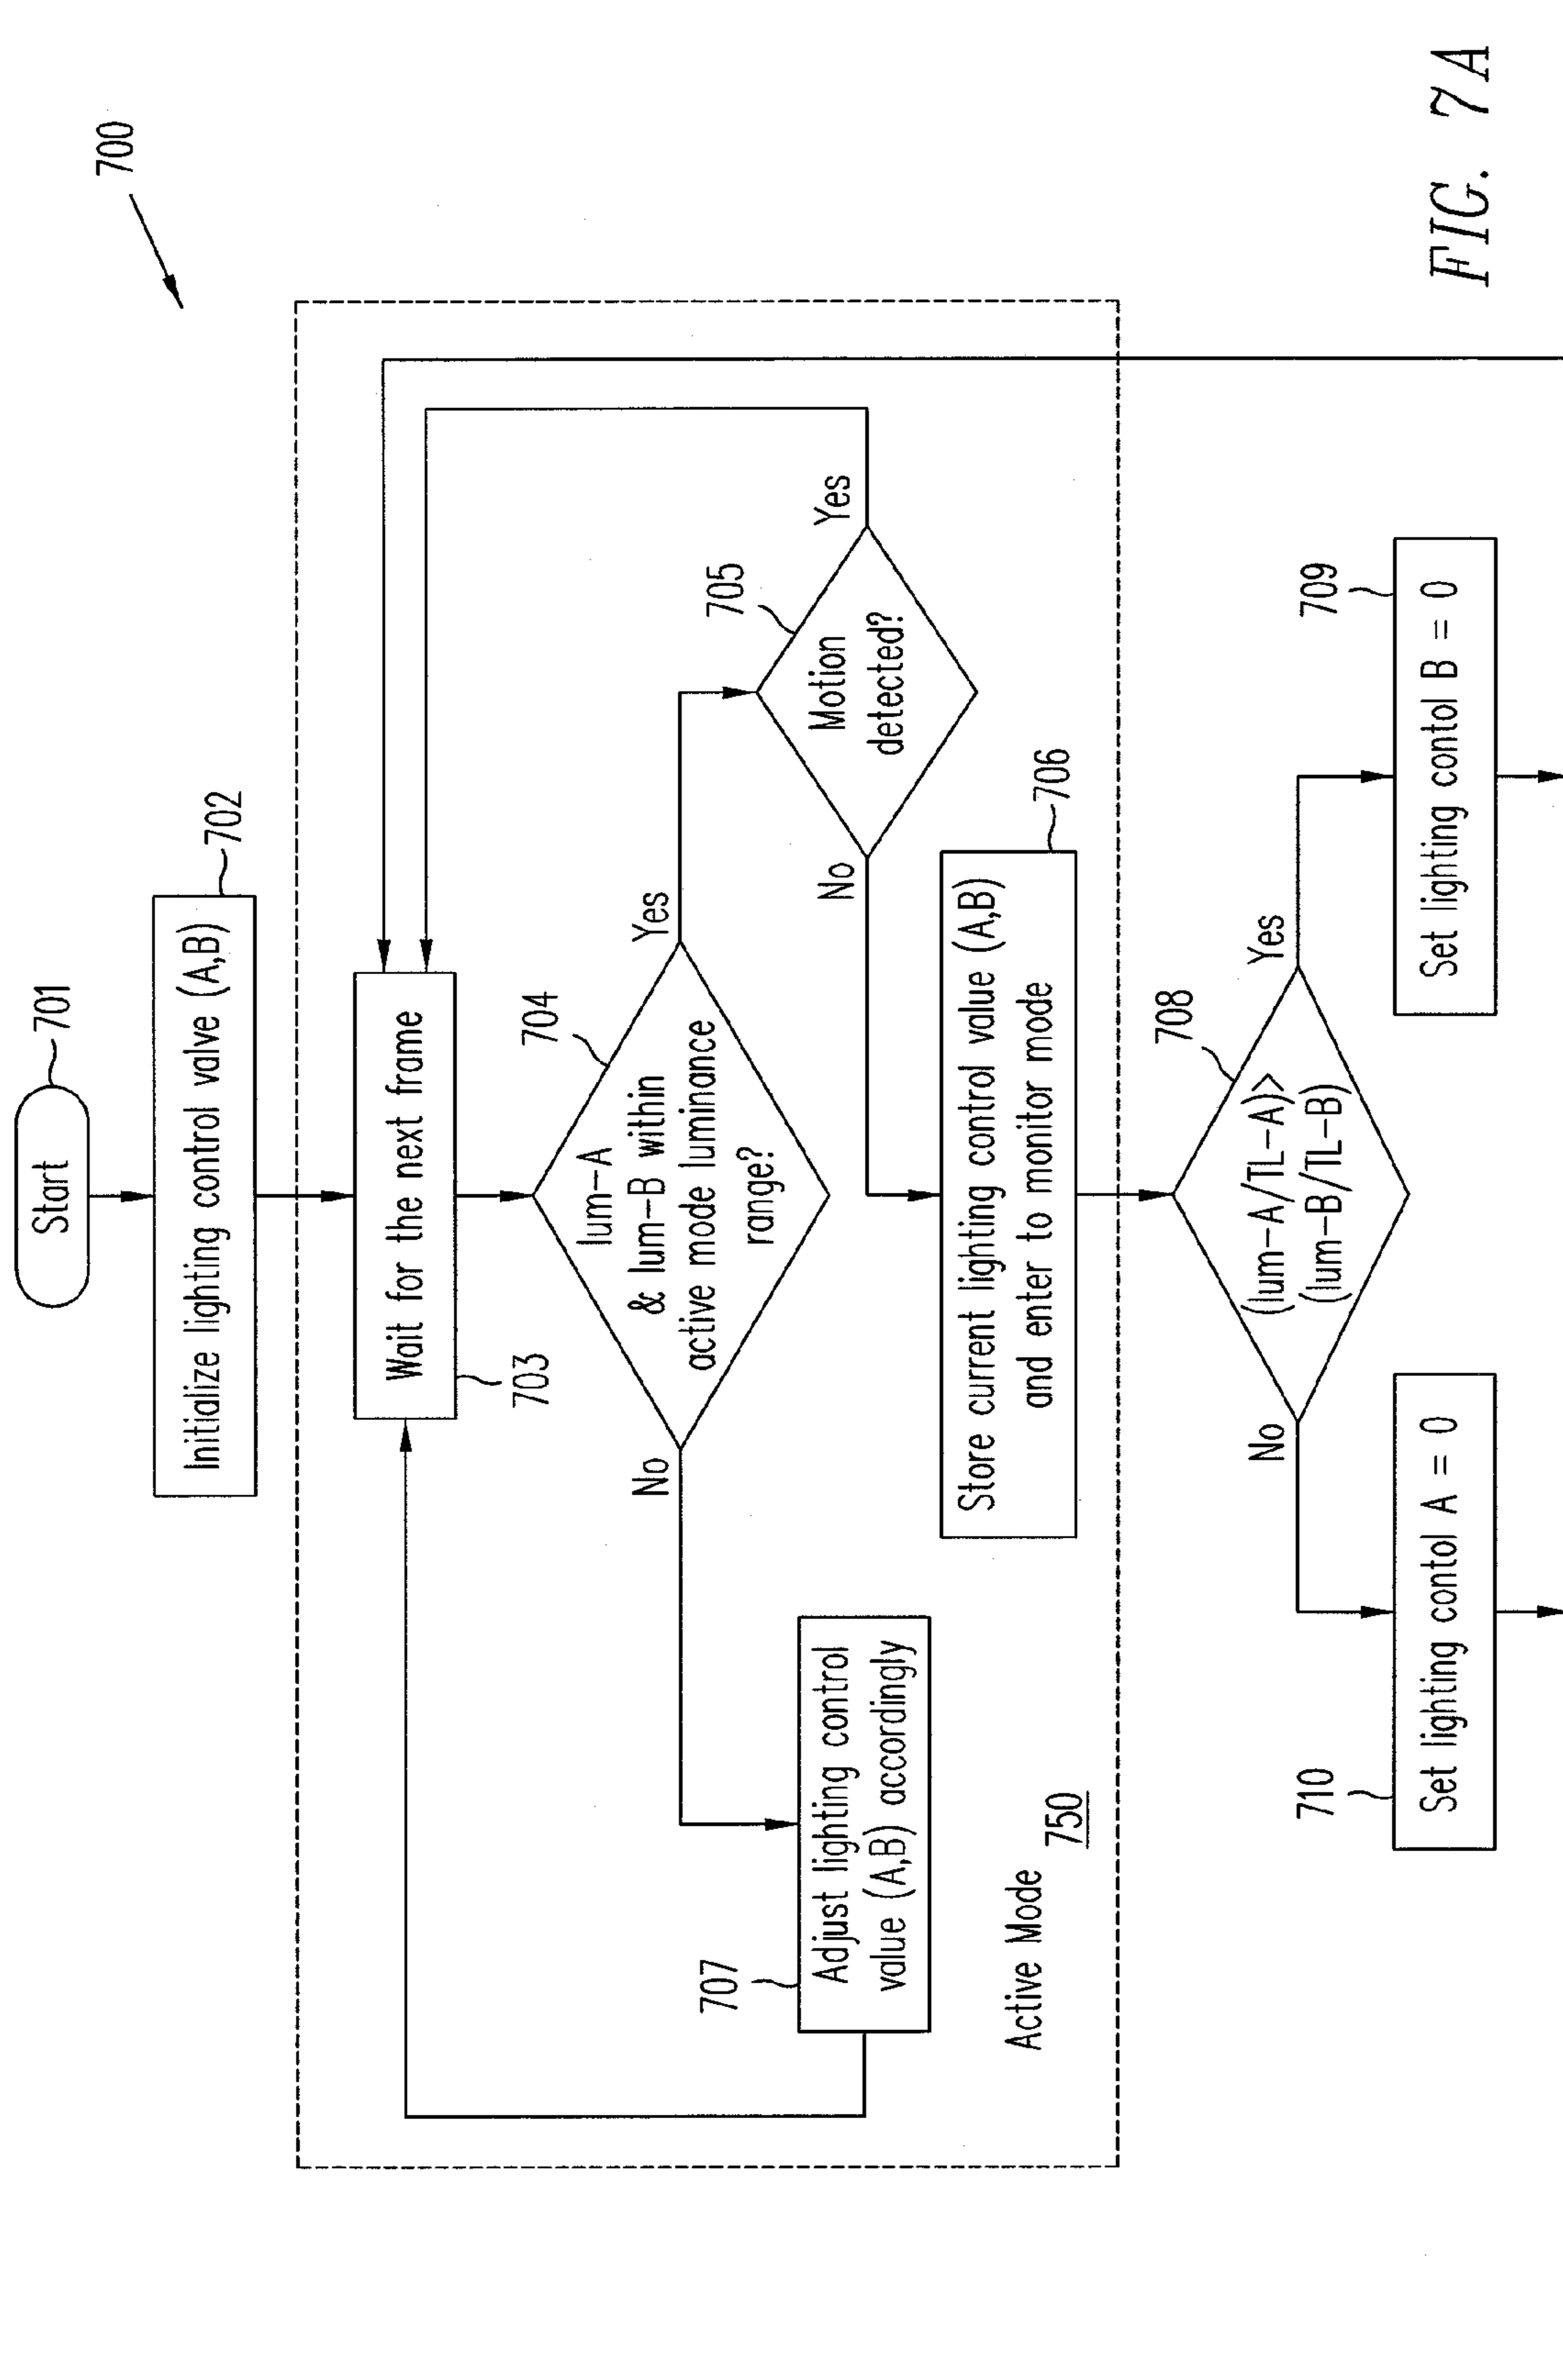 700
Start
701
Initialize lighting control valve (A,B)
702
Wait for the next frame
703
lum-A
& lum-B within
active mode luminance
range?
704
Yes
No
Motion
detected?
705
Yes
No
Store current lighting control value (A,B)
and enter to monitor mode
706
707
Adjust lighting control
value (A,B) accordingly
Active Mode
750
(lum-A/TL-A)>
(lum-B/TL-B)
708
Yes
No
710
Set lighting contol A = 0
709
Set lighting contol B = 0
FIG. 7A